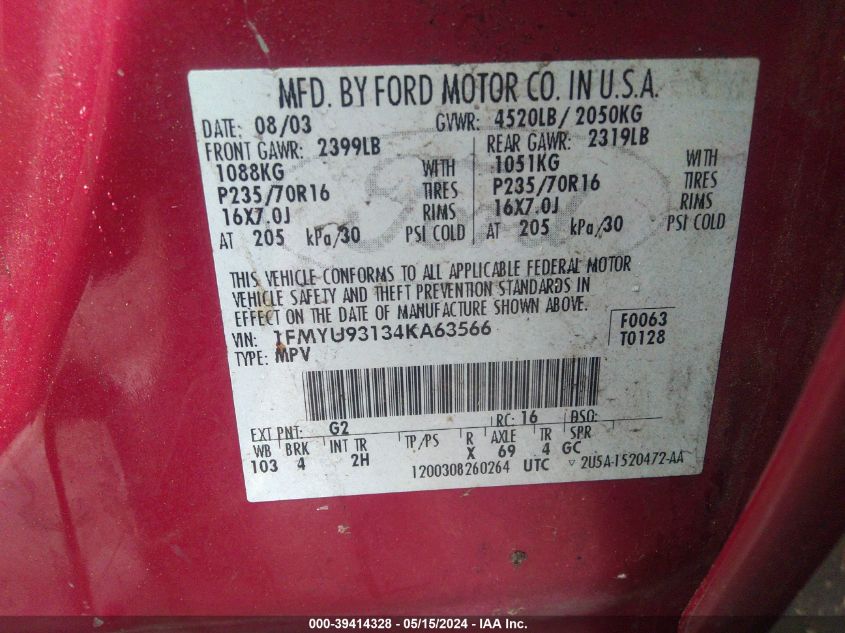 MFD. BY FORD MOTOR CO. IN U.S.A.
DATE: 08/03 GVWR: 4520LB/ 2050KG
FRONT GAWR: 2399LB REAR GAWR: 2319LB
1088KG WITH 1051KG WITH
P235/70R16 TIRES P235/70R16 TIRES
16X7.0J RIMS 16X7.0J RIMS
AT 205 kPa/30 PSI COLD AT 205 kPa/30 PSI COLD
Ford
THIS VEHICLE CONFORMS TO ALL APPLICABLE FEDERAL MOTOR
VEHICLE SAFETY AND THEFT PREVENTION STANDARDS IN
EFFECT ON THE DATE OF MANUFACTURE SHOWN ABOVE.
VIN: 1FMYU93134KA63566 F0063
TYPE: MPV T0128
EXT PNT: G2 RC: 16 DSO:
WB BRK INT TR TP/PS R AXLE TR SPR
103 4 2H X 69 4 GC
1200308260264 UTC ▽ 2U5A-1520472-AA
000-39414328 - 05/15/2024 - IAA Inc.